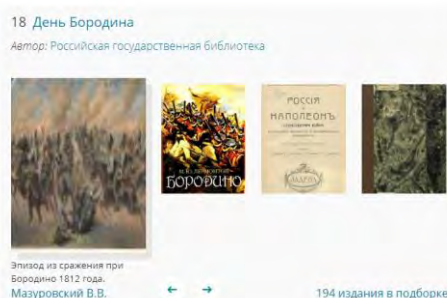 18 День Бородина
Автор: Российская государственная библиотека
РОССІЯ
НАПОЛЕОНЪ
БОРОДИНО
Эпизод из сражения при
Бородино 1812 года.
Мазуровский В.В.
← →
194 издания в подборке